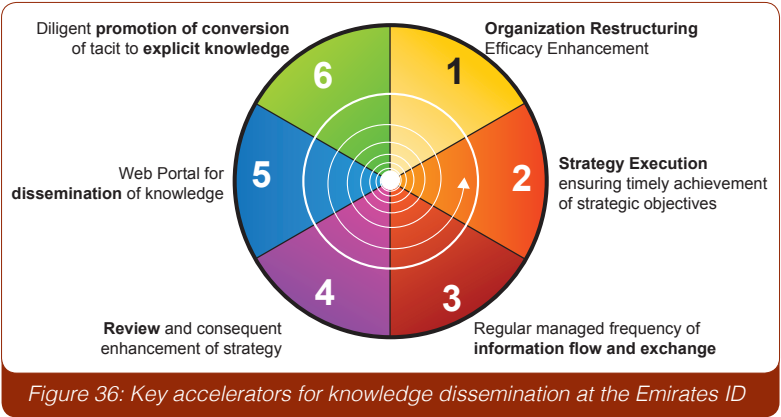 1
Organization Restructuring
Efficacy Enhancement
2
Strategy Execution
ensuring timely achievement
of strategic objectives
3
Regular managed frequency of
information flow and exchange
4
Review and consequent
enhancement of strategy
5
Web Portal for
dissemination of knowledge
6
Diligent promotion of conversion
of tacit to explicit knowledge
Figure 36: Key accelerators for knowledge dissemination at the Emirates ID